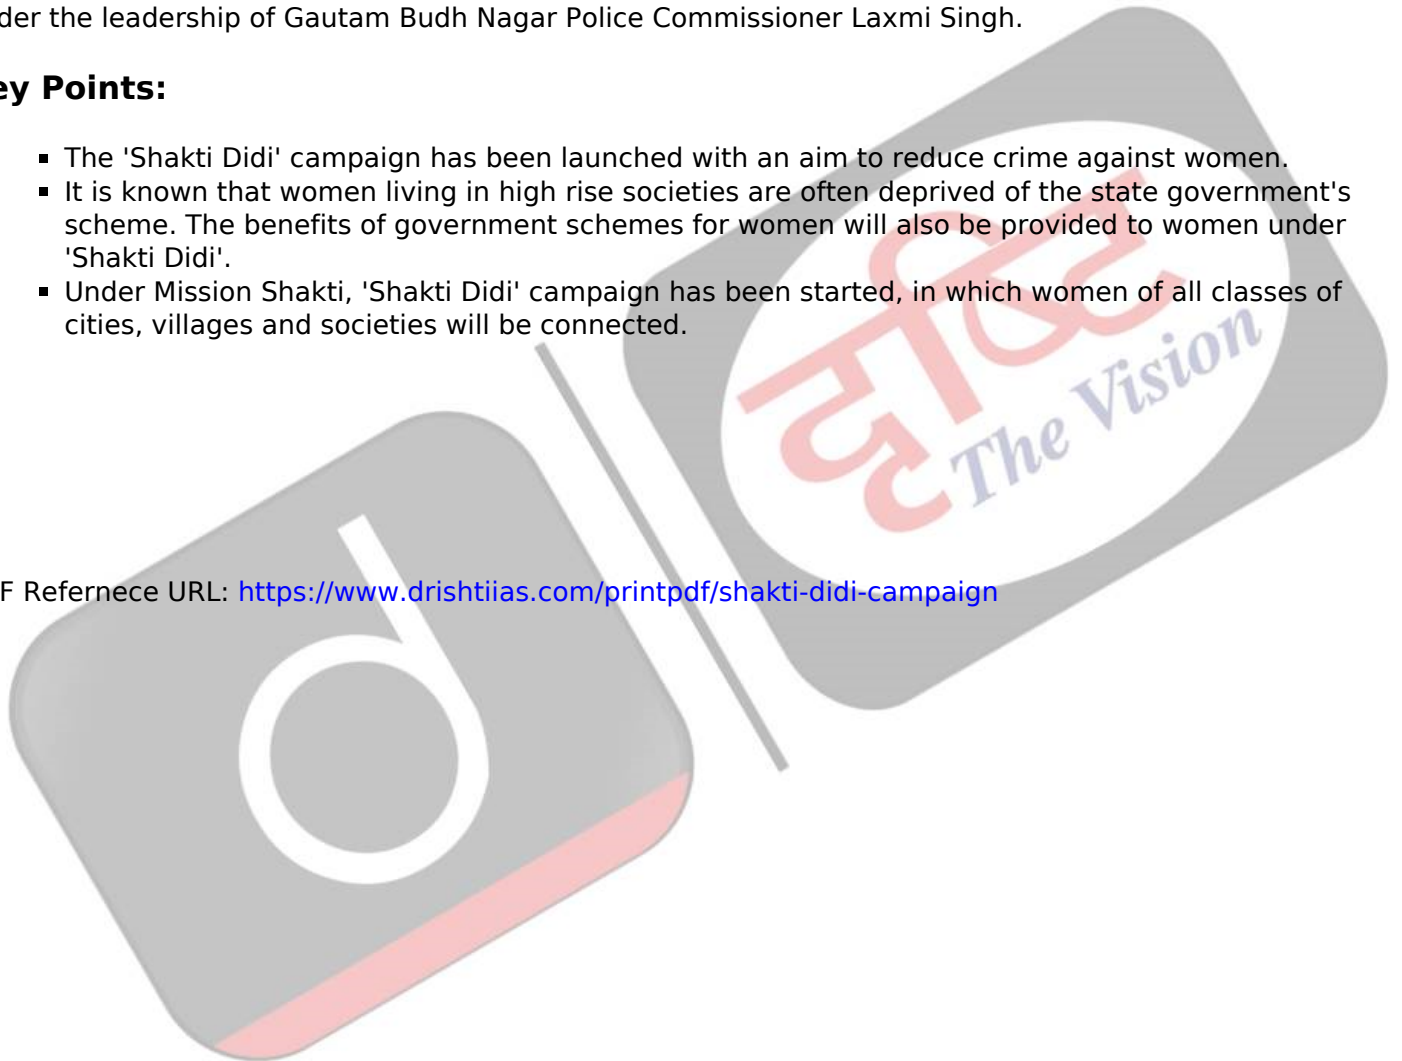 der the leadership of Gautam Budh Nagar Police Commissioner Laxmi Singh.
ey Points:
▪ The 'Shakti Didi' campaign has been launched with an aim to reduce crime against women.
▪ It is known that women living in high rise societies are often deprived of the state government's
scheme. The benefits of government schemes for women will also be provided to women under
'Shakti Didi'.
▪ Under Mission Shakti, 'Shakti Didi' campaign has been started, in which women of all classes of
cities, villages and societies will be connected.
दृष्टि
The Vision
F Refernece URL: https://www.drishtiias.com/printpdf/shakti-didi-campaign
d